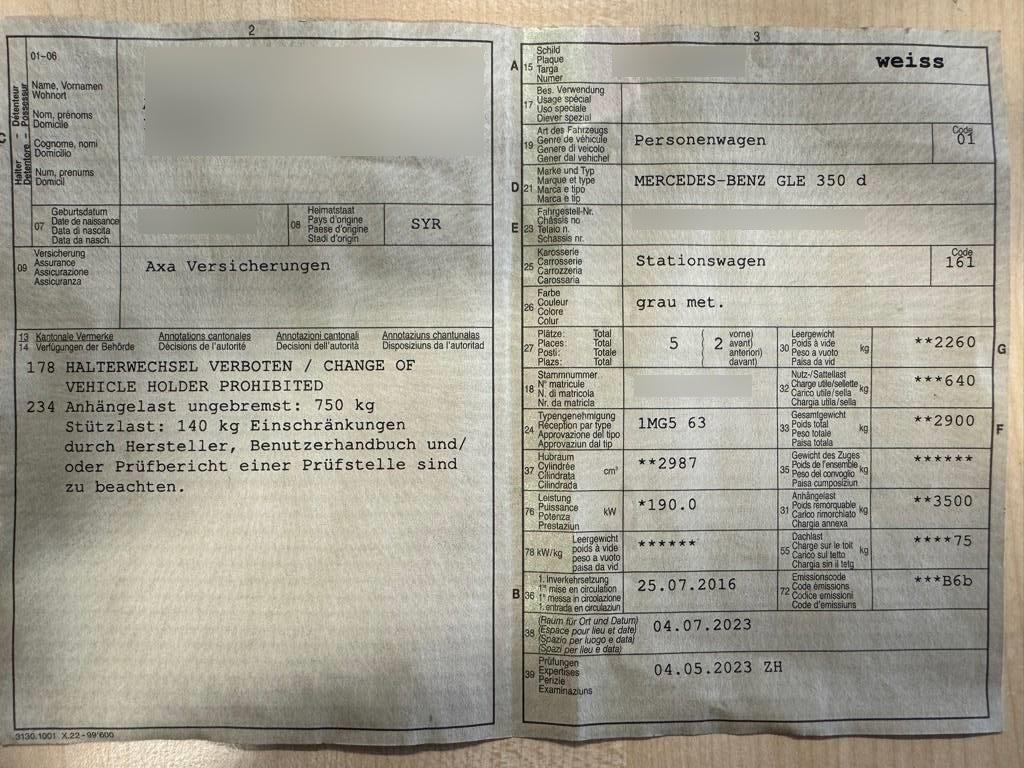 2
01-06
Halter – Détenteur
Detentore – Possessur
C
Name, Vornamen
Wohnort
Nom, prénoms
Domicile
Cognome, nomi
Domicilio
Num, prenums
Domicil
07
Geburtsdatum
Date de naissance
Data di nascita
Data da nasch.
08
Heimatstaat
Pays d'origine
Paese d'origine
Stadi d'origin
SYR
09
Versicherung
Assurance
Assicurazione
Assicuranza
Axa Versicherungen
13 Kantonale Vermerke Annotations cantonales Annotazioni cantonali Annotaziuns chantunalas
14 Verfügungen der Behörde Décisions de l'autorité Decisioni dell'autorità Disposiziuns da l'autoritad
178 HALTERWECHSEL VERBOTEN / CHANGE OF
VEHICLE HOLDER PROHIBITED
234 Anhängelast ungebremst: 750 kg
Stützlast: 140 kg Einschränkungen
durch Hersteller, Benutzerhandbuch und/
oder Prüfbericht einer Prüfstelle sind
zu beachten.
3130.1001 X.22 - 99'600
3
A 15
Schild
Plaque
Targa
Numer
weiss
17
Bes. Verwendung
Usage spécial
Uso speciale
Diever spezial
19
Art des Fahrzeugs
Genre de véhicule
Genere di veicolo
Gener dal vehichel
Personenwagen
Code
01
D 21
Marke und Typ
Marque et type
Marca e tipo
Marca e tip
MERCEDES-BENZ GLE 350 d
E 23
Fahrgestell-Nr.
Châssis no
Telaio n.
Schassis nr.
25
Karosserie
Carrosserie
Carrozzeria
Carossaria
Stationswagen
Code
161
26
Farbe
Couleur
Colore
Colur
grau met.
27
Plätze: Total
Places: Total
Posti: Totale
Plazs: Total
5 ( 2
vorne)
avant)
anteriori)
davant)
30
Leergewicht
Poids à vide
Peso a vuoto
Paisa da vid
kg
**2260
G
18
Stammnummer
N° matricule
N. di matricola
Nr. da matricla
32
Nutz-/Sattellast
Charge utile/sellette
Carico utile/sella
Chargia utila/sella
kg
***640
24
Typengenehmigung
Réception par type
Approvazione del tipo
Approvaziun dal tip
1MG5 63
33
Gesamtgewicht
Poids total
Peso totale
Paisa totala
kg
**2900
F
37
Hubraum
Cylindrée
Cilindrata
Cilindrada
cm³
**2987
35
Gewicht des Zuges
Poids de l'ensemble
Peso del convoglio
Paisa cumposiziun
kg
******
76
Leistung
Puissance
Potenza
Prestaziun
kW
*190.0
31
Anhängelast
Poids remorquable
Carico rimorchiato
Chargia annexa
kg
**3500
78 kW/kg
Leergewicht
poids à vide
peso a vuoto
paisa da vid
******
55
Dachlast
Charge sur le toit
Carico sul tetto
Chargia sin il tetg
kg
****75
B 36
1. Inverkehrsetzung
1re mise en circulation
1a messa in circolazione
1. entrada en circulaziun
25.07.2016
72
Emissionscode
Code émissions
Codice emissioni
Code d'emissiuns
***B6b
38
(Raum für Ort und Datum)
(Espace pour lieu et date)
(Spazio per luogo e data)
(Spazi per lieu e data)
04.07.2023
39
Prüfungen
Expertises
Perizie
Examinaziuns
04.05.2023 ZH